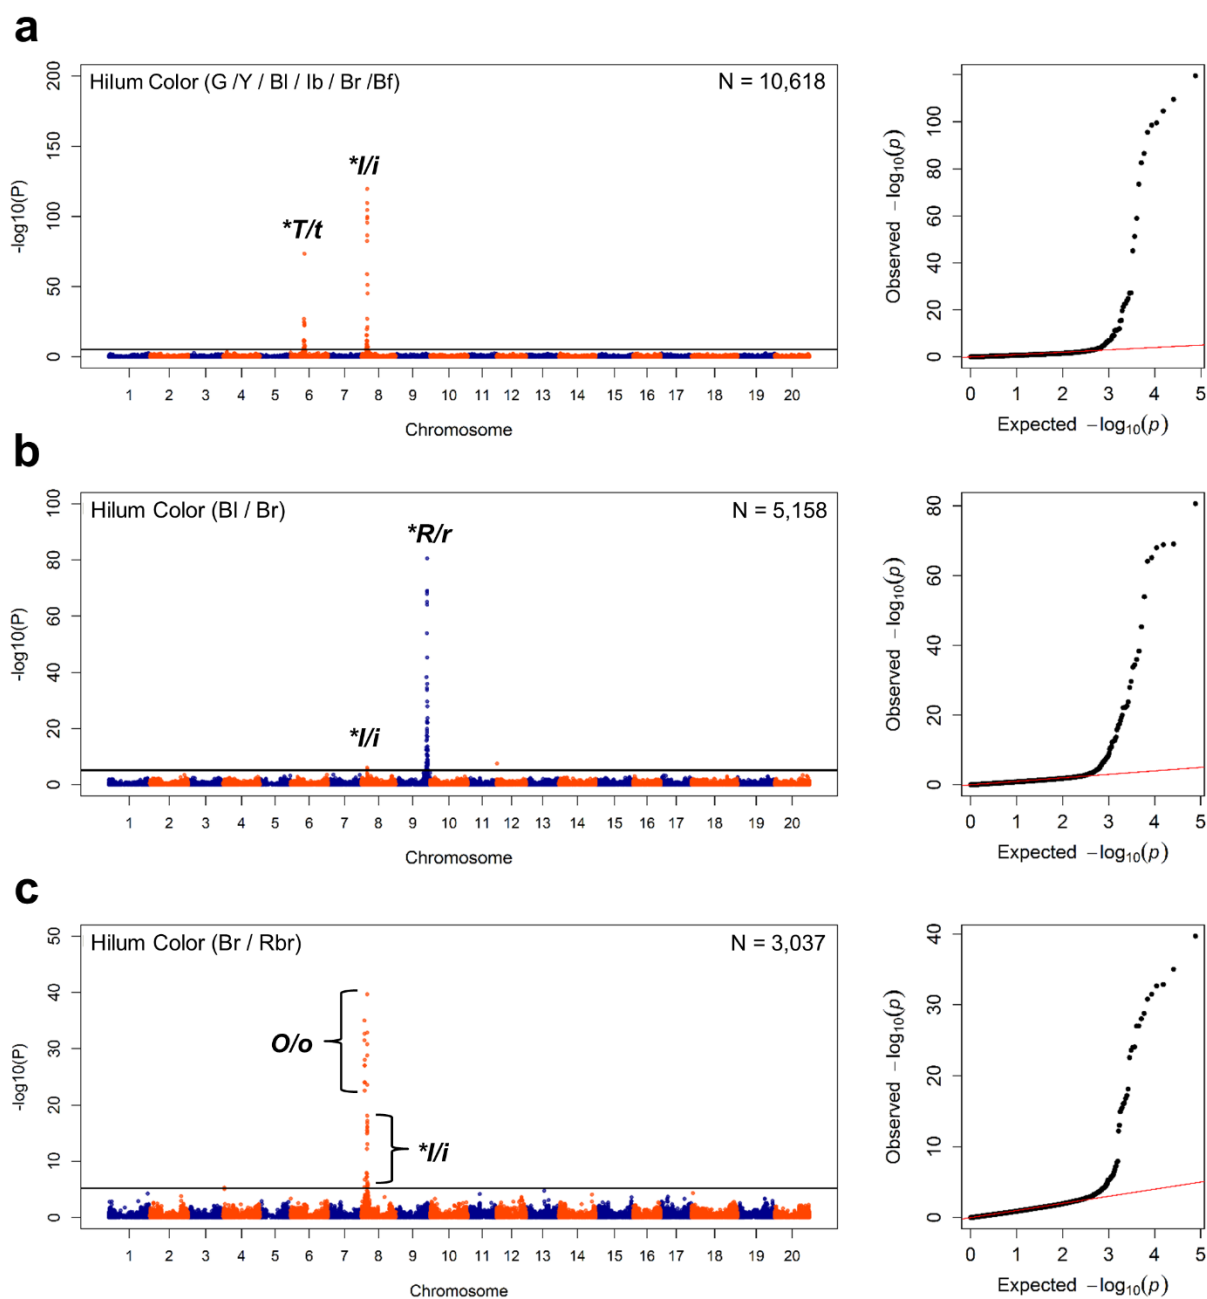 a
Hilum Color (G /Y / Bl / Ib / Br /Bf)
N = 10,618
*T/t
*I/i
-log10(P)
0 50 100 150 200
1 2 3 4 5 6 7 8 9 10 11 12 13 14 15 16 17 18 19 20
Chromosome
Observed −log10(p)
0 20 40 60 80 100
0 1 2 3 4 5
Expected −log10(p)
b
Hilum Color (Bl / Br)
N = 5,158
*R/r
*I/i
-log10(P)
0 20 40 60 80 100
1 2 3 4 5 6 7 8 9 10 11 12 13 14 15 16 17 18 19 20
Chromosome
Observed −log10(p)
0 20 40 60 80
0 1 2 3 4 5
Expected −log10(p)
c
Hilum Color (Br / Rbr)
N = 3,037
O/o
*I/i
-log10(P)
0 10 20 30 40 50
1 2 3 4 5 6 7 8 9 10 11 12 13 14 15 16 17 18 19 20
Chromosome
Observed −log10(p)
0 10 20 30 40
0 1 2 3 4 5
Expected −log10(p)